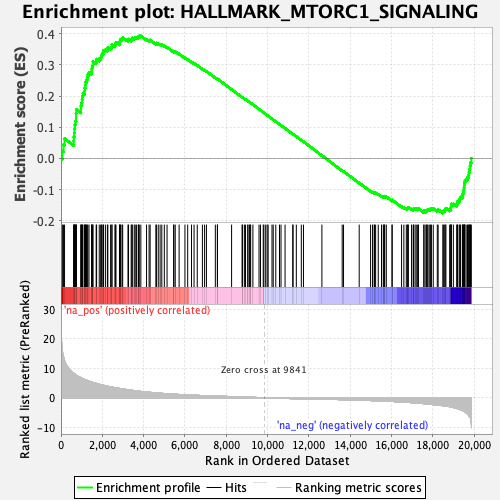 Enrichment plot: HALLMARK_MTORC1_SIGNALING
Enrichment score (ES)
0.4
0.3
0.2
0.1
0.0
-0.1
-0.2
'na_pos' (positively correlated)
Ranked list metric (PreRanked)
30
20
10
0
-10
Zero cross at 9841
'na_neg' (negatively correlated)
0
2,000
4,000
6,000
8,000
10,000
12,000
14,000
16,000
18,000
20,000
Rank in Ordered Dataset
Enrichment profile
Hits
Ranking metric scores